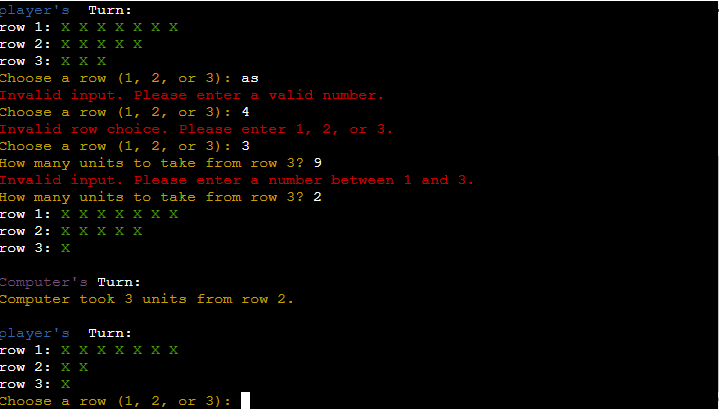 player's  Turn:
row 1: X X X X X X X
row 2: X X X X X
row 3: X X X
Choose a row (1, 2, or 3): as
Invalid input. Please enter a valid number.
Choose a row (1, 2, or 3): 4
Invalid row choice. Please enter 1, 2, or 3.
Choose a row (1, 2, or 3): 3
How many units to take from row 3? 9
Invalid input. Please enter a number between 1 and 3.
How many units to take from row 3? 2
row 1: X X X X X X X
row 2: X X X X X
row 3: X
Computer's Turn:
Computer took 3 units from row 2.
player's  Turn:
row 1: X X X X X X X
row 2: X X
row 3: X
Choose a row (1, 2, or 3):